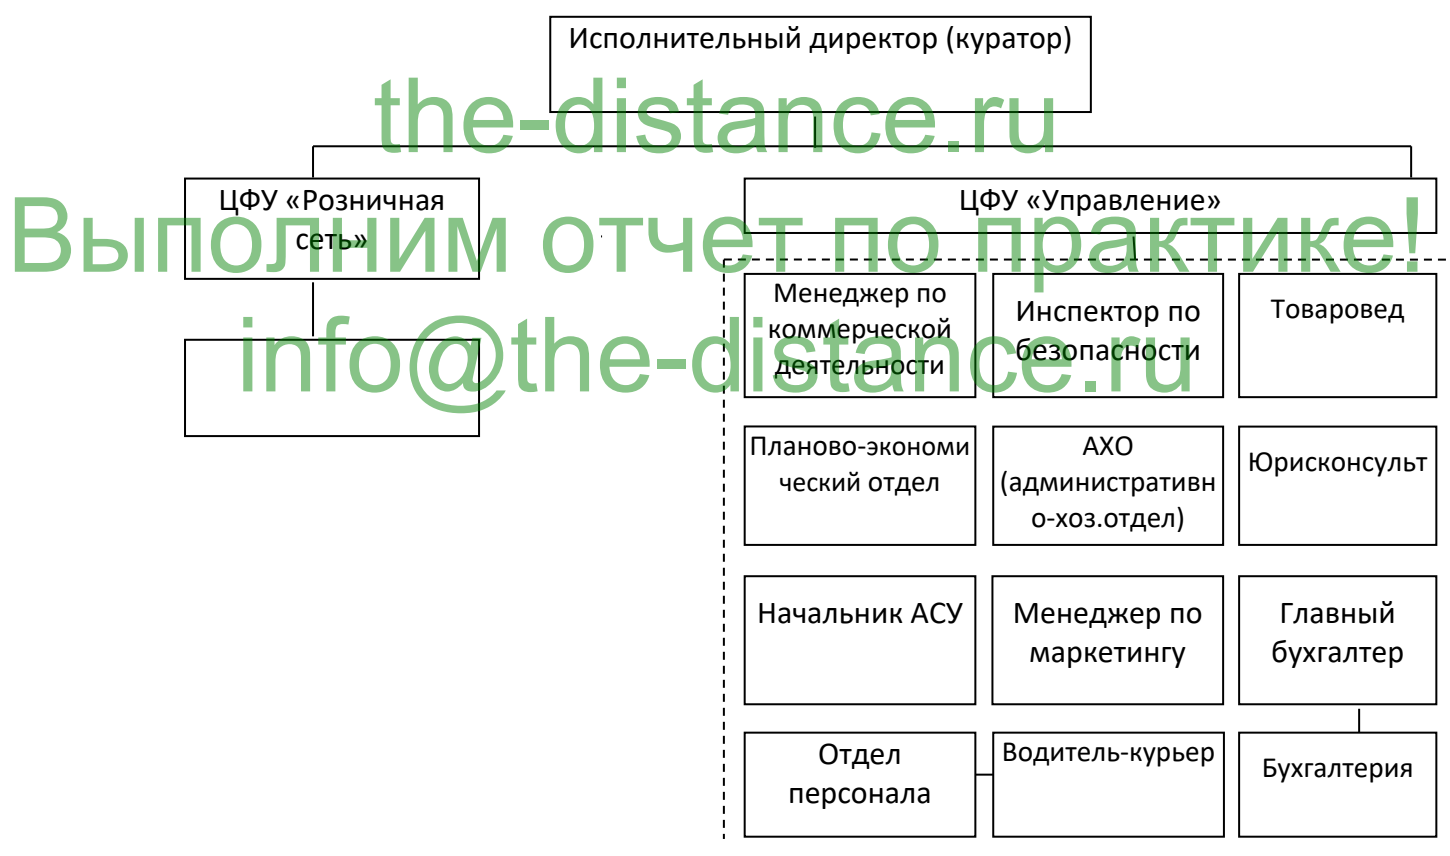 Исполнительный директор (куратор)
the-distance.ru
ЦФУ «Розничная
сеть»
ЦФУ «Управление»
Выполним отчет по практике!
Менеджер по
коммерческой
деятельности
Инспектор по
безопасности
Товаровед
info@the-distance.ru
Планово-экономи
ческий отдел
АХО
(административн
о-хоз.отдел)
Юрисконсульт
Начальник АСУ
Менеджер по
маркетингу
Главный
бухгалтер
Отдел
персонала
Водитель-курьер
Бухгалтерия